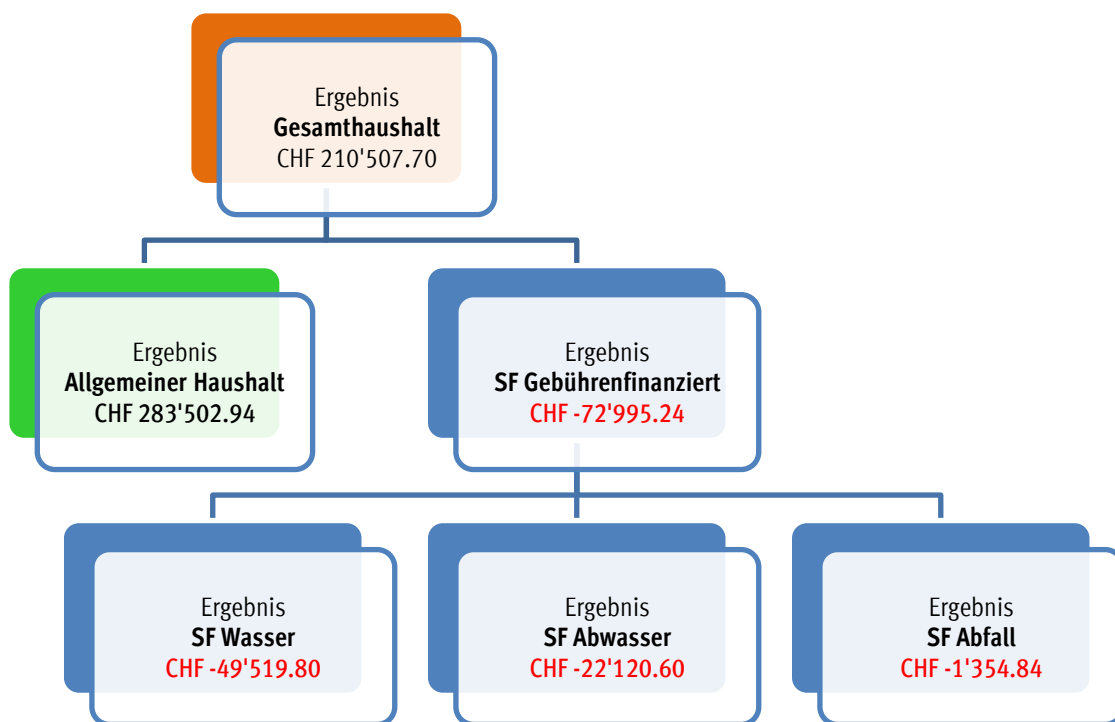 Ergebnis
Gesamthaushalt
CHF 210'507.70
Ergebnis
Allgemeiner Haushalt
CHF 283'502.94
Ergebnis
SF Gebührenfinanziert
CHF -72'995.24
Ergebnis
SF Wasser
CHF -49'519.80
Ergebnis
SF Abwasser
CHF -22'120.60
Ergebnis
SF Abfall
CHF -1'354.84